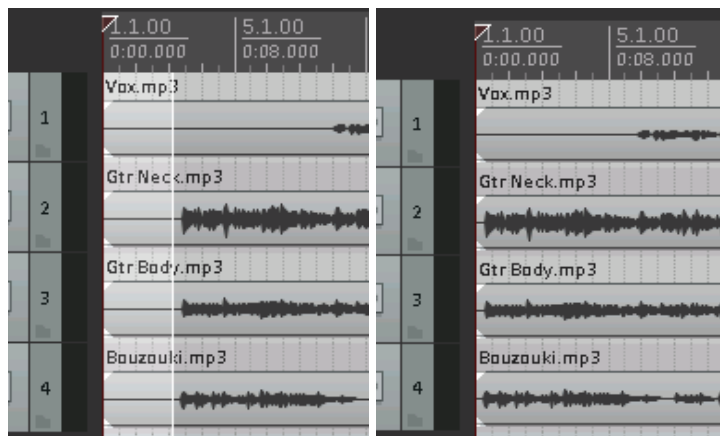 1.1.00 5.1.00
0:00.000 0:08.000
Vox.mp3
1
Gtr Neck.mp3
2
Gtr Body.mp3
3
Bouzouki.mp3
4
1.1.00 5.1.00
0:00.000 0:08.000
Vox.mp3
1
Gtr Neck.mp3
2
Gtr Body.mp3
3
Bouzouki.mp3
4